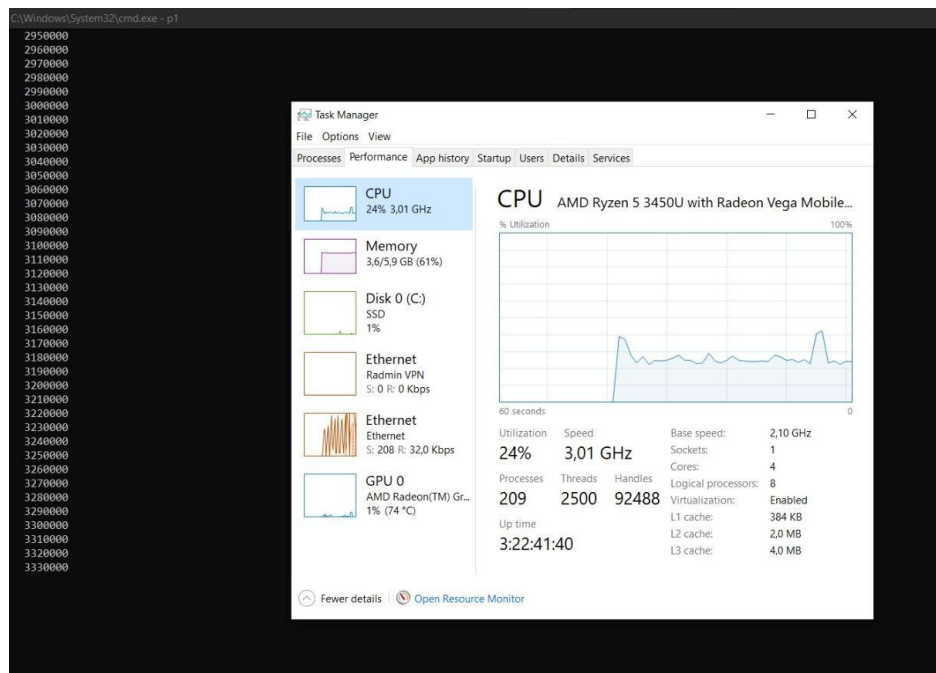 C:\Windows\System32\cmd.exe - p1
2950000
2960000
2970000
2980000
2990000
3000000
3010000
3020000
3030000
3040000
3050000
3060000
3070000
3080000
3090000
3100000
3110000
3120000
3130000
3140000
3150000
3160000
3170000
3180000
3190000
3200000
3210000
3220000
3230000
3240000
3250000
3260000
3270000
3280000
3290000
3300000
3310000
3320000
3330000
Task Manager
File Options View
Processes Performance App history Startup Users Details Services
CPU
24% 3,01 GHz
Memory
3,6/5,9 GB (61%)
Disk 0 (C:)
SSD
1%
Ethernet
Radmin VPN
S: 0 R: 0 Kbps
Ethernet
Ethernet
S: 208 R: 32,0 Kbps
GPU 0
AMD Radeon(TM) Gr...
1% (74 °C)
CPU AMD Ryzen 5 3450U with Radeon Vega Mobile...
% Utilization 100%
60 seconds 0
Utilization Speed
24% 3,01 GHz
Processes Threads Handles
209 2500 92488
Up time
3:22:41:40
Base speed: 2,10 GHz
Sockets: 1
Cores: 4
Logical processors: 8
Virtualization: Enabled
L1 cache: 384 KB
L2 cache: 2,0 MB
L3 cache: 4,0 MB
Fewer details Open Resource Monitor